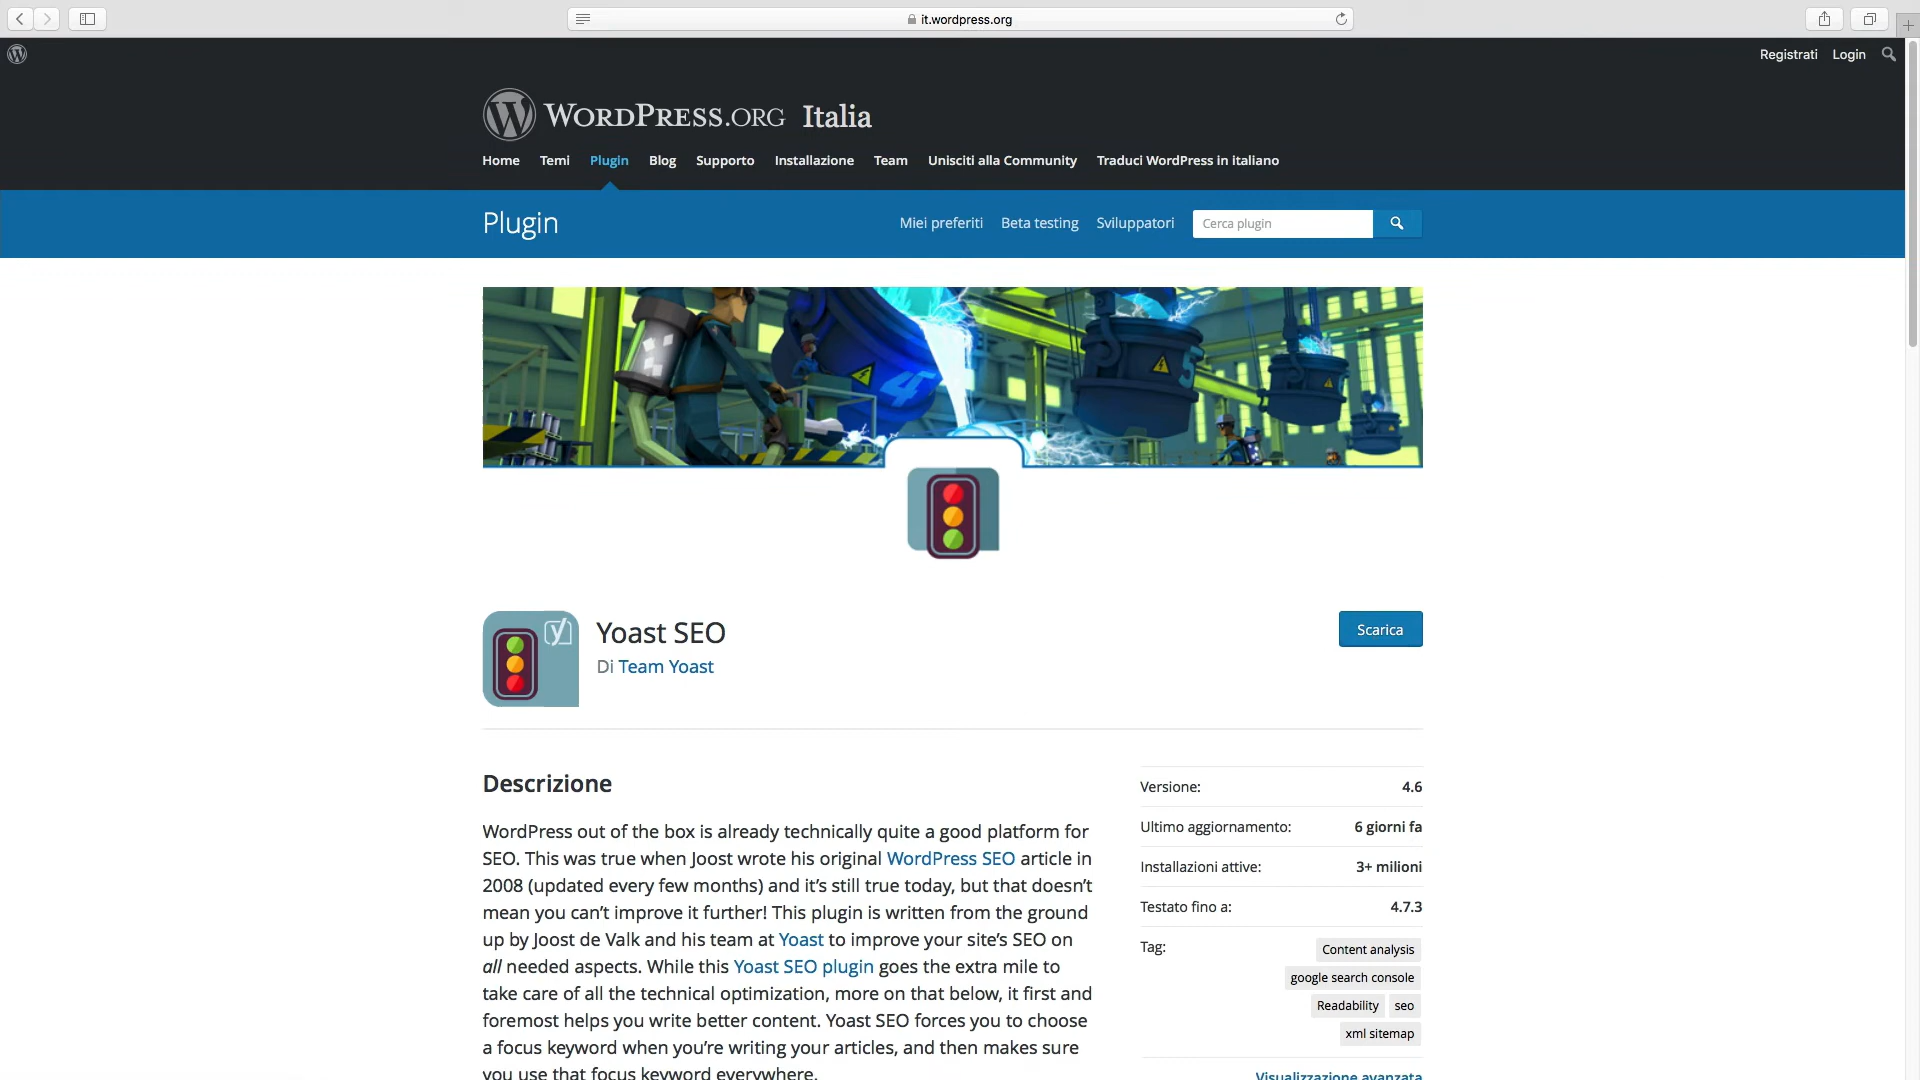 it.wordpress.org
Registrati Login
WORDPRESS.ORG Italia
Home Temi Plugin Blog Supporto Installazione Team Unisciti alla Community Traduci WordPress in italiano
Plugin
Miei preferiti Beta testing Sviluppatori Cerca plugin
4 5
Yoast SEO
Di Team Yoast
Scarica
Descrizione
WordPress out of the box is already technically quite a good platform for
SEO. This was true when Joost wrote his original WordPress SEO article in
2008 (updated every few months) and it’s still true today, but that doesn’t
mean you can’t improve it further! This plugin is written from the ground
up by Joost de Valk and his team at Yoast to improve your site’s SEO on
all needed aspects. While this Yoast SEO plugin goes the extra mile to
take care of all the technical optimization, more on that below, it first and
foremost helps you write better content. Yoast SEO forces you to choose
a focus keyword when you’re writing your articles, and then makes sure
you use that focus keyword everywhere.
Versione: 4.6
Ultimo aggiornamento: 6 giorni fa
Installazioni attive: 3+ milioni
Testato fino a: 4.7.3
Tag: Content analysis
google search console
Readability seo
xml sitemap
Visualizzazione avanzata